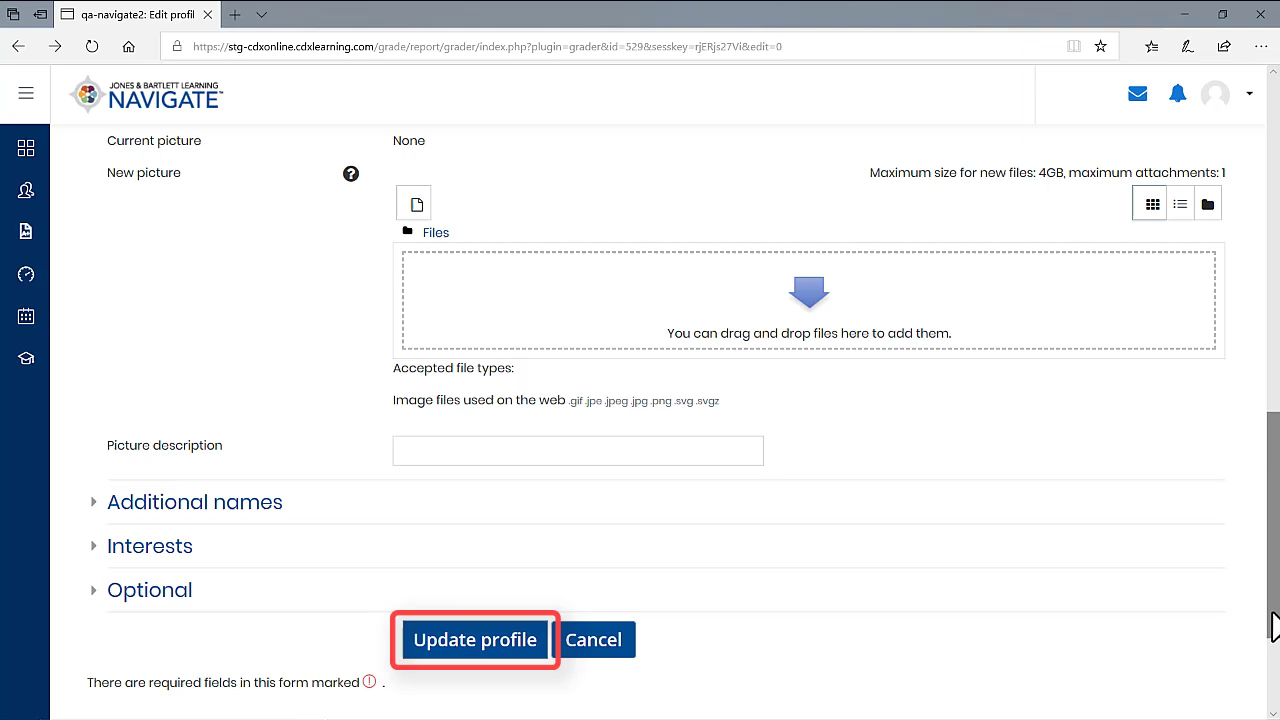 qa-navigate2: Edit profil
https://stg-cdxonline.cdxlearning.com/grade/report/grader/index.php?plugin=grader&id=529&sesskey=rjERjs27Vi&edit=0
JONES & BARTLETT LEARNING
NAVIGATE™
Current picture
None
New picture
Maximum size for new files: 4GB, maximum attachments: 1
Files
You can drag and drop files here to add them.
Accepted file types:
Image files used on the web .gif .jpe .jpeg .jpg .png .svg .svgz
Picture description
Additional names
Interests
Optional
Update profile
Cancel
There are required fields in this form marked .